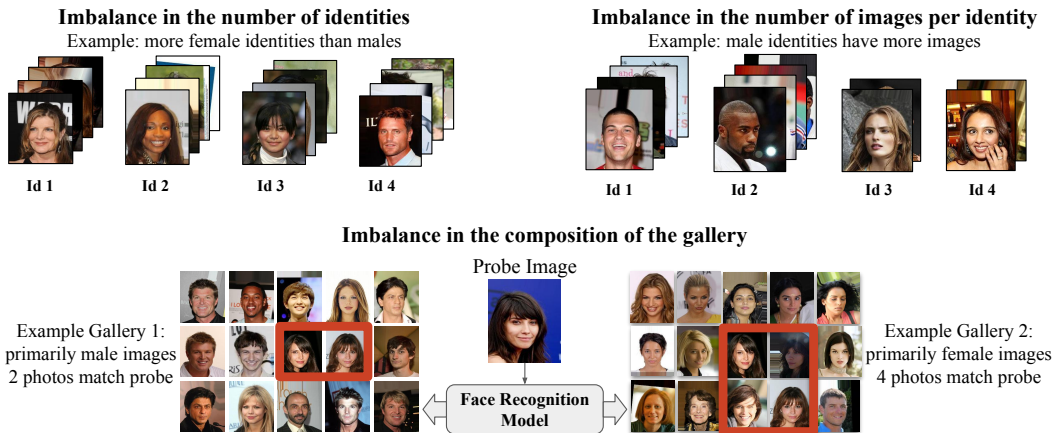 Imbalance in the number of identities
Example: more female identities than males
Id 1
Id 2
Id 3
Id 4
Imbalance in the number of images per identity
Example: male identities have more images
Id 1
Id 2
Id 3
Id 4
Imbalance in the composition of the gallery
Probe Image
Example Gallery 1:
primarily male images
2 photos match probe
Face Recognition
Model
Example Gallery 2:
primarily female images
4 photos match probe